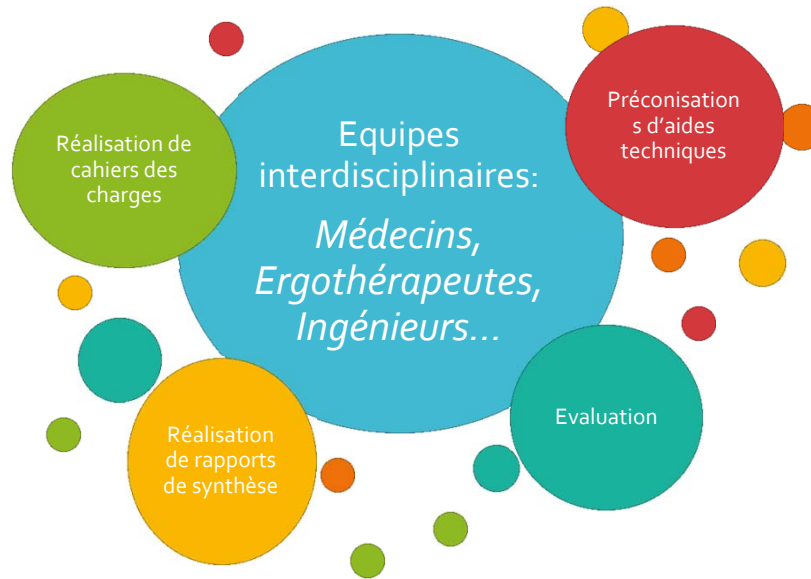 Equipes
interdisciplinaires:
Médecins,
Ergothérapeutes,
Ingénieurs...
Réalisation de
cahiers des
charges
Préconisation
s d'aides
techniques
Réalisation
de rapports
de synthèse
Evaluation